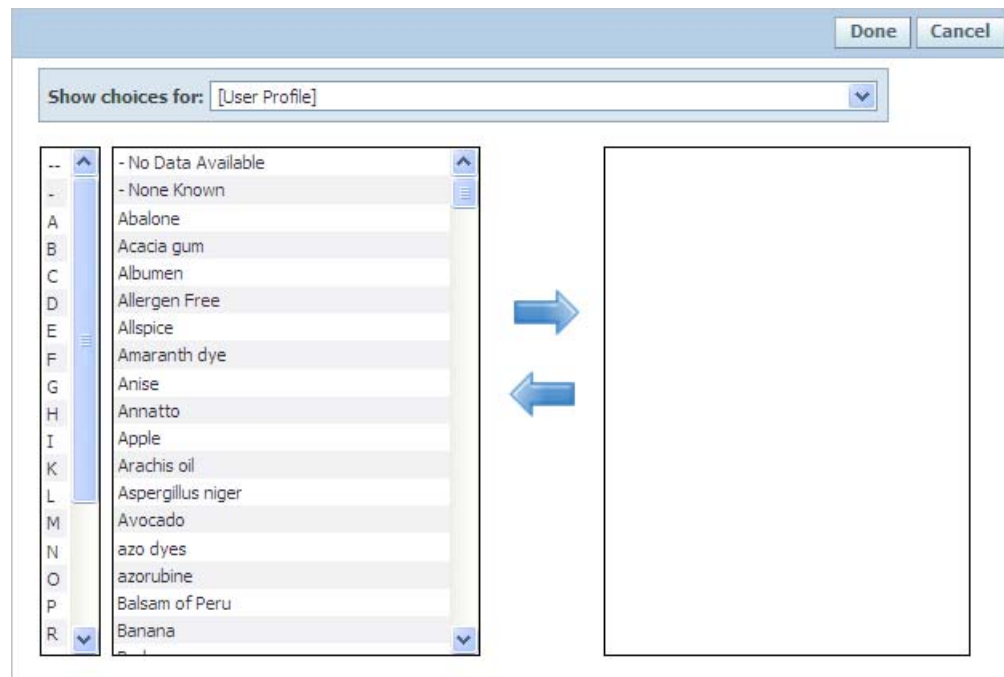 Done Cancel
Show choices for: [User Profile]
--
-
A
B
C
D
E
F
G
H
I
K
L
M
N
O
P
R
- No Data Available
- None Known
Abalone
Acacia gum
Albumen
Allergen Free
Allspice
Amaranth dye
Anise
Annatto
Apple
Arachis oil
Aspergillus niger
Avocado
azo dyes
azorubine
Balsam of Peru
Banana